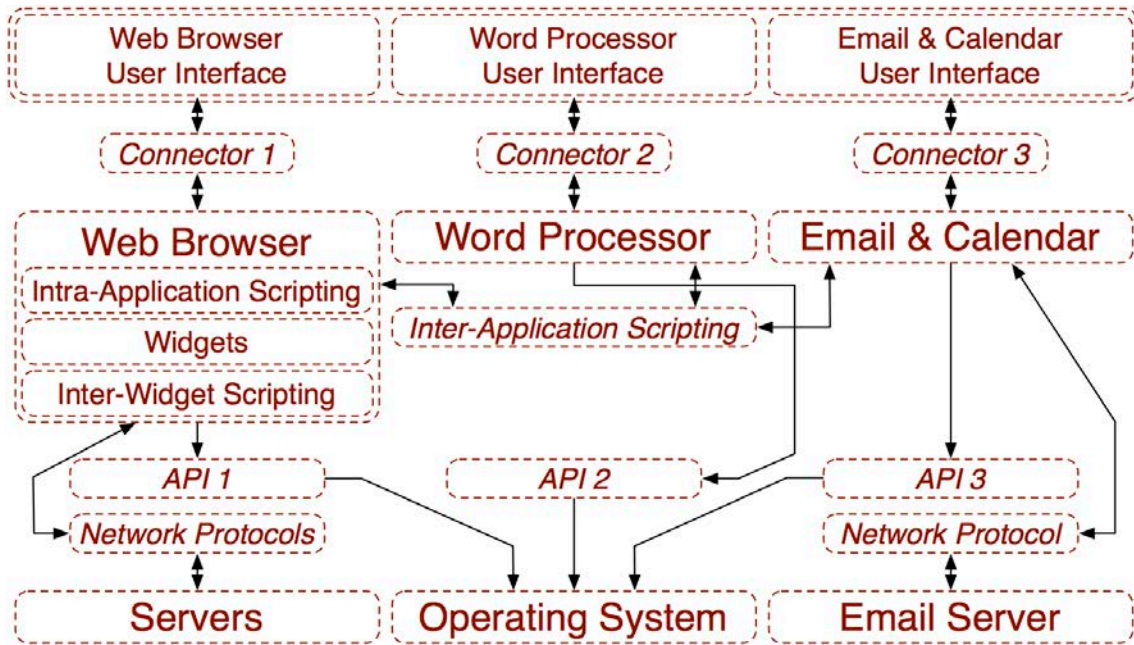 Web Browser
User Interface
Word Processor
User Interface
Email & Calendar
User Interface
Connector 1
Connector 2
Connector 3
Web Browser
Word Processor
Email & Calendar
Intra-Application Scripting
Inter-Application Scripting
Widgets
Inter-Widget Scripting
API 1
API 2
API 3
Network Protocols
Network Protocol
Servers
Operating System
Email Server